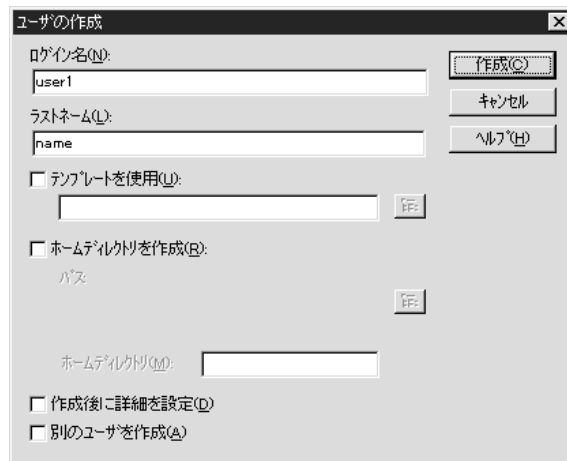 ユーザの作成
ログイン名(N):
user1
作成(C)
キャンセル
ラストネーム(L):
name
ヘルプ(H)
テンプレートを使用(U):
ホームディレクトリを作成(R):
パス:
ホームディレクトリ(M):
作成後に詳細を設定(D)
別のユーザを作成(A)